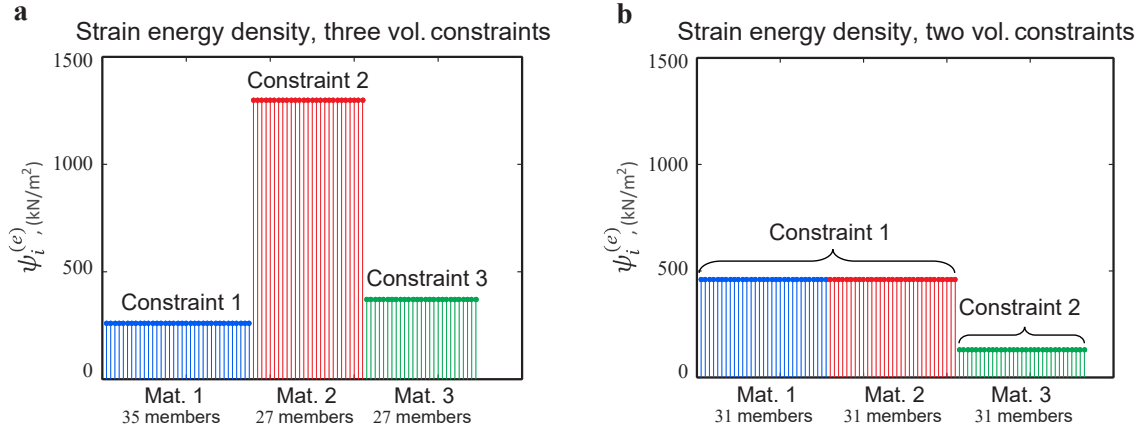 a
Strain energy density, three vol. constraints
1500
1000
500
0
ψᵢ⁽ᵉ⁾, (kN/m²)
Constraint 1
Constraint 2
Constraint 3
Mat. 1
35 members
Mat. 2
27 members
Mat. 3
27 members
b
Strain energy density, two vol. constraints
1500
1000
500
0
ψᵢ⁽ᵉ⁾, (kN/m²)
Constraint 1
Constraint 2
Mat. 1
31 members
Mat. 2
31 members
Mat. 3
31 members